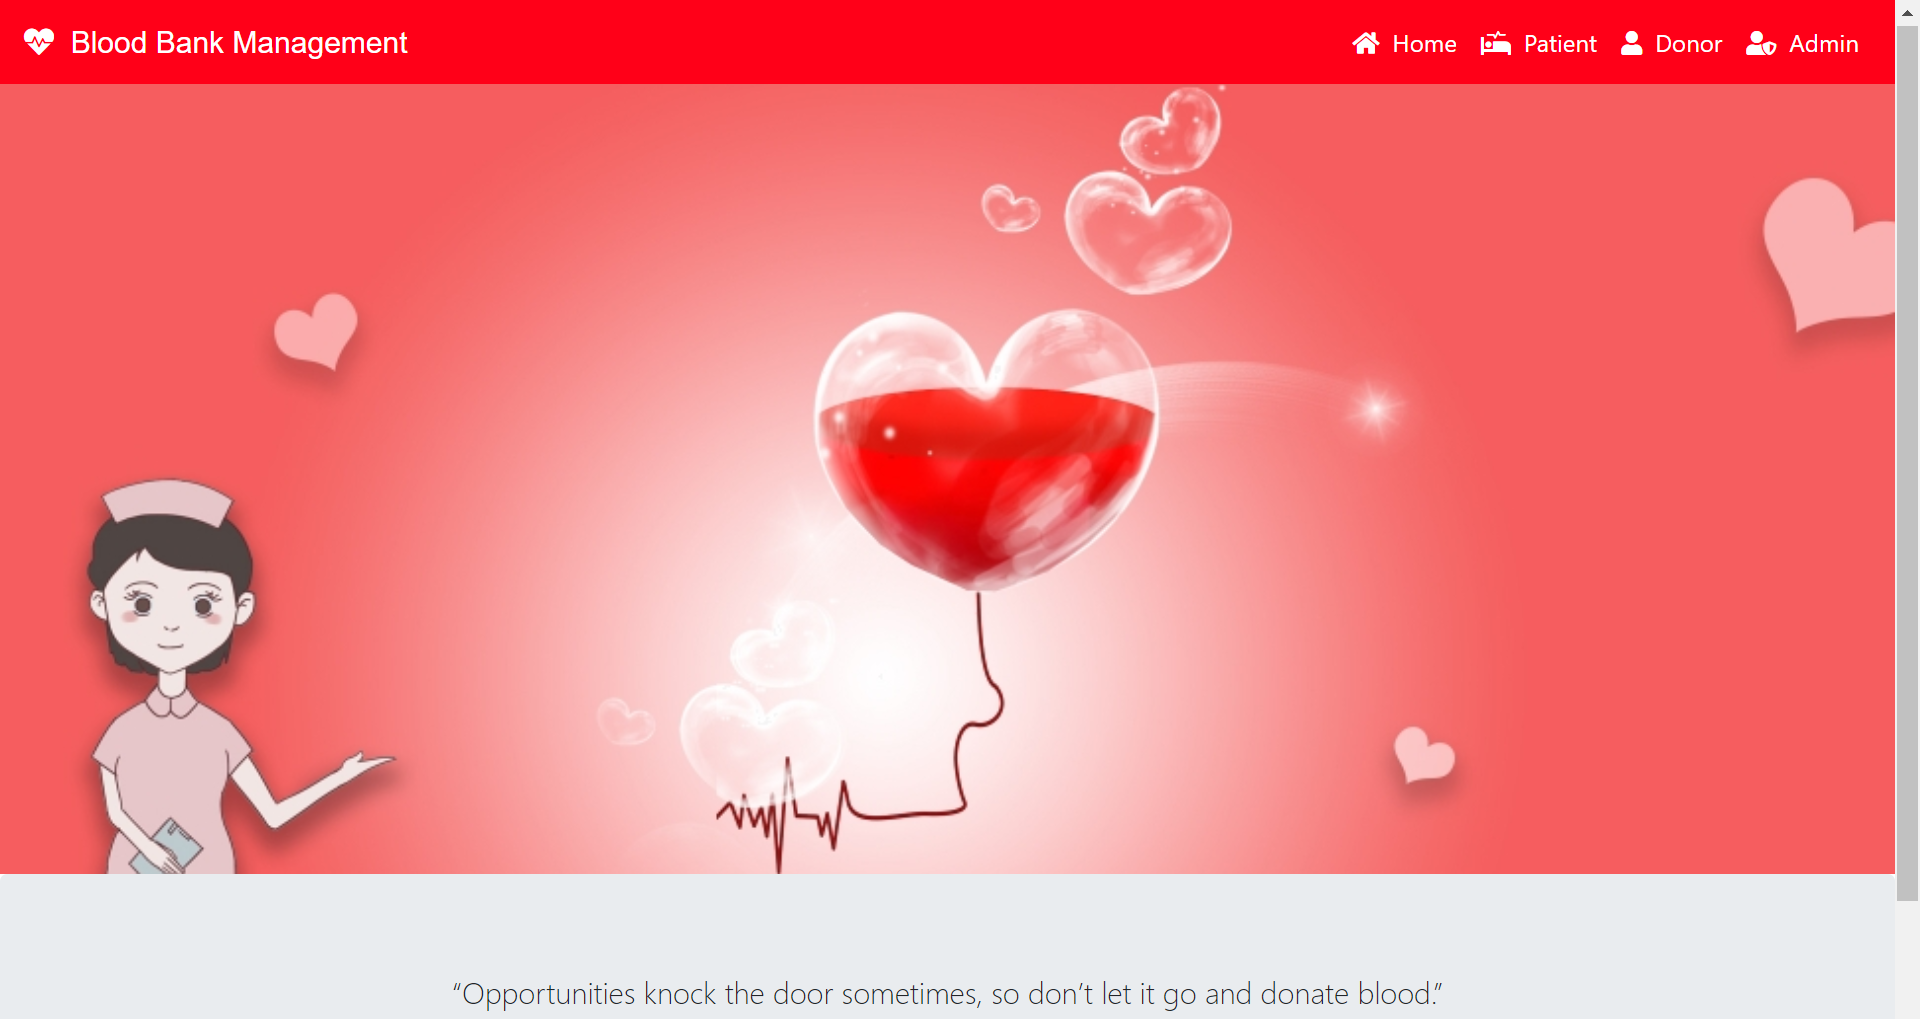 Blood Bank Management
Home Patient Donor Admin
“Opportunities knock the door sometimes, so don’t let it go and donate blood.”